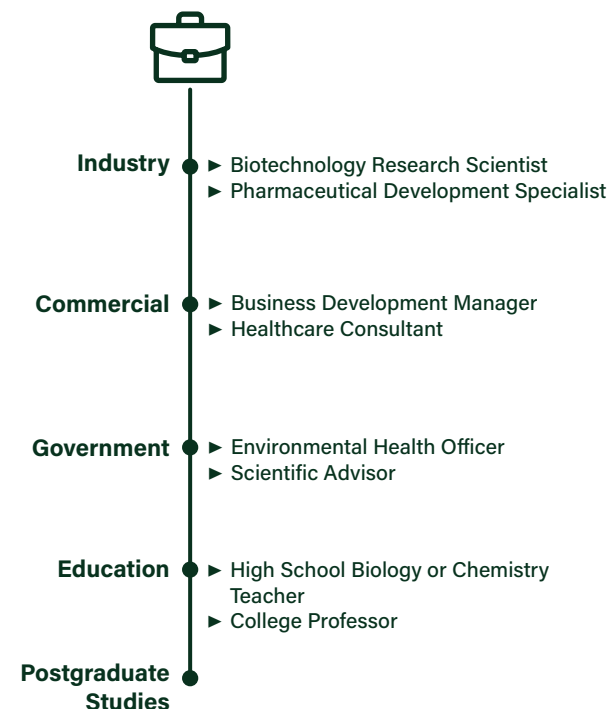 Industry
► Biotechnology Research Scientist
► Pharmaceutical Development Specialist
Commercial
► Business Development Manager
► Healthcare Consultant
Government
► Environmental Health Officer
► Scientific Advisor
Education
► High School Biology or Chemistry
Teacher
► College Professor
Postgraduate
Studies